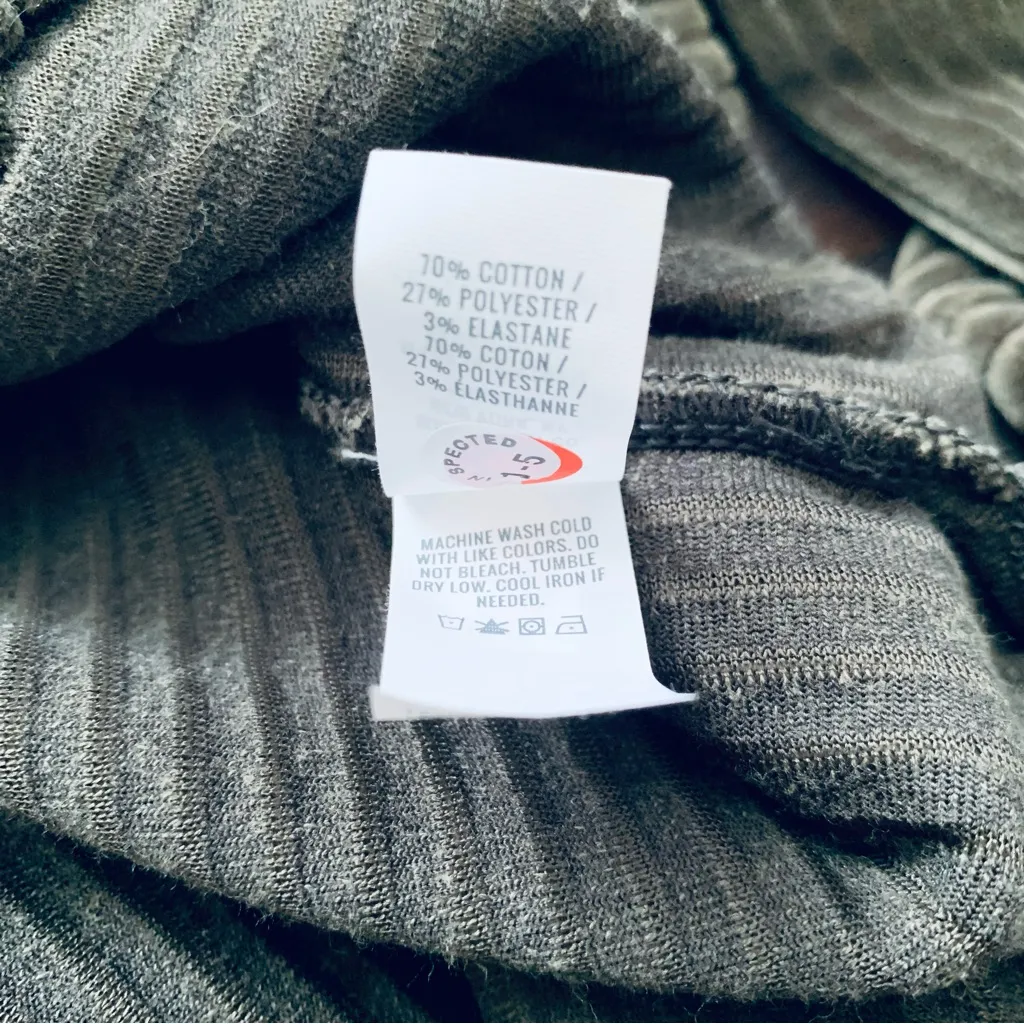 70% COTTON /
27% POLYESTER /
3% ELASTANE
70% COTON /
27% POLYESTER /
3% ÉLASTHANNE
SPECTED
1-5
MACHINE WASH COLD
WITH LIKE COLORS. DO
NOT BLEACH. TUMBLE
DRY LOW. COOL IRON IF
NEEDED.